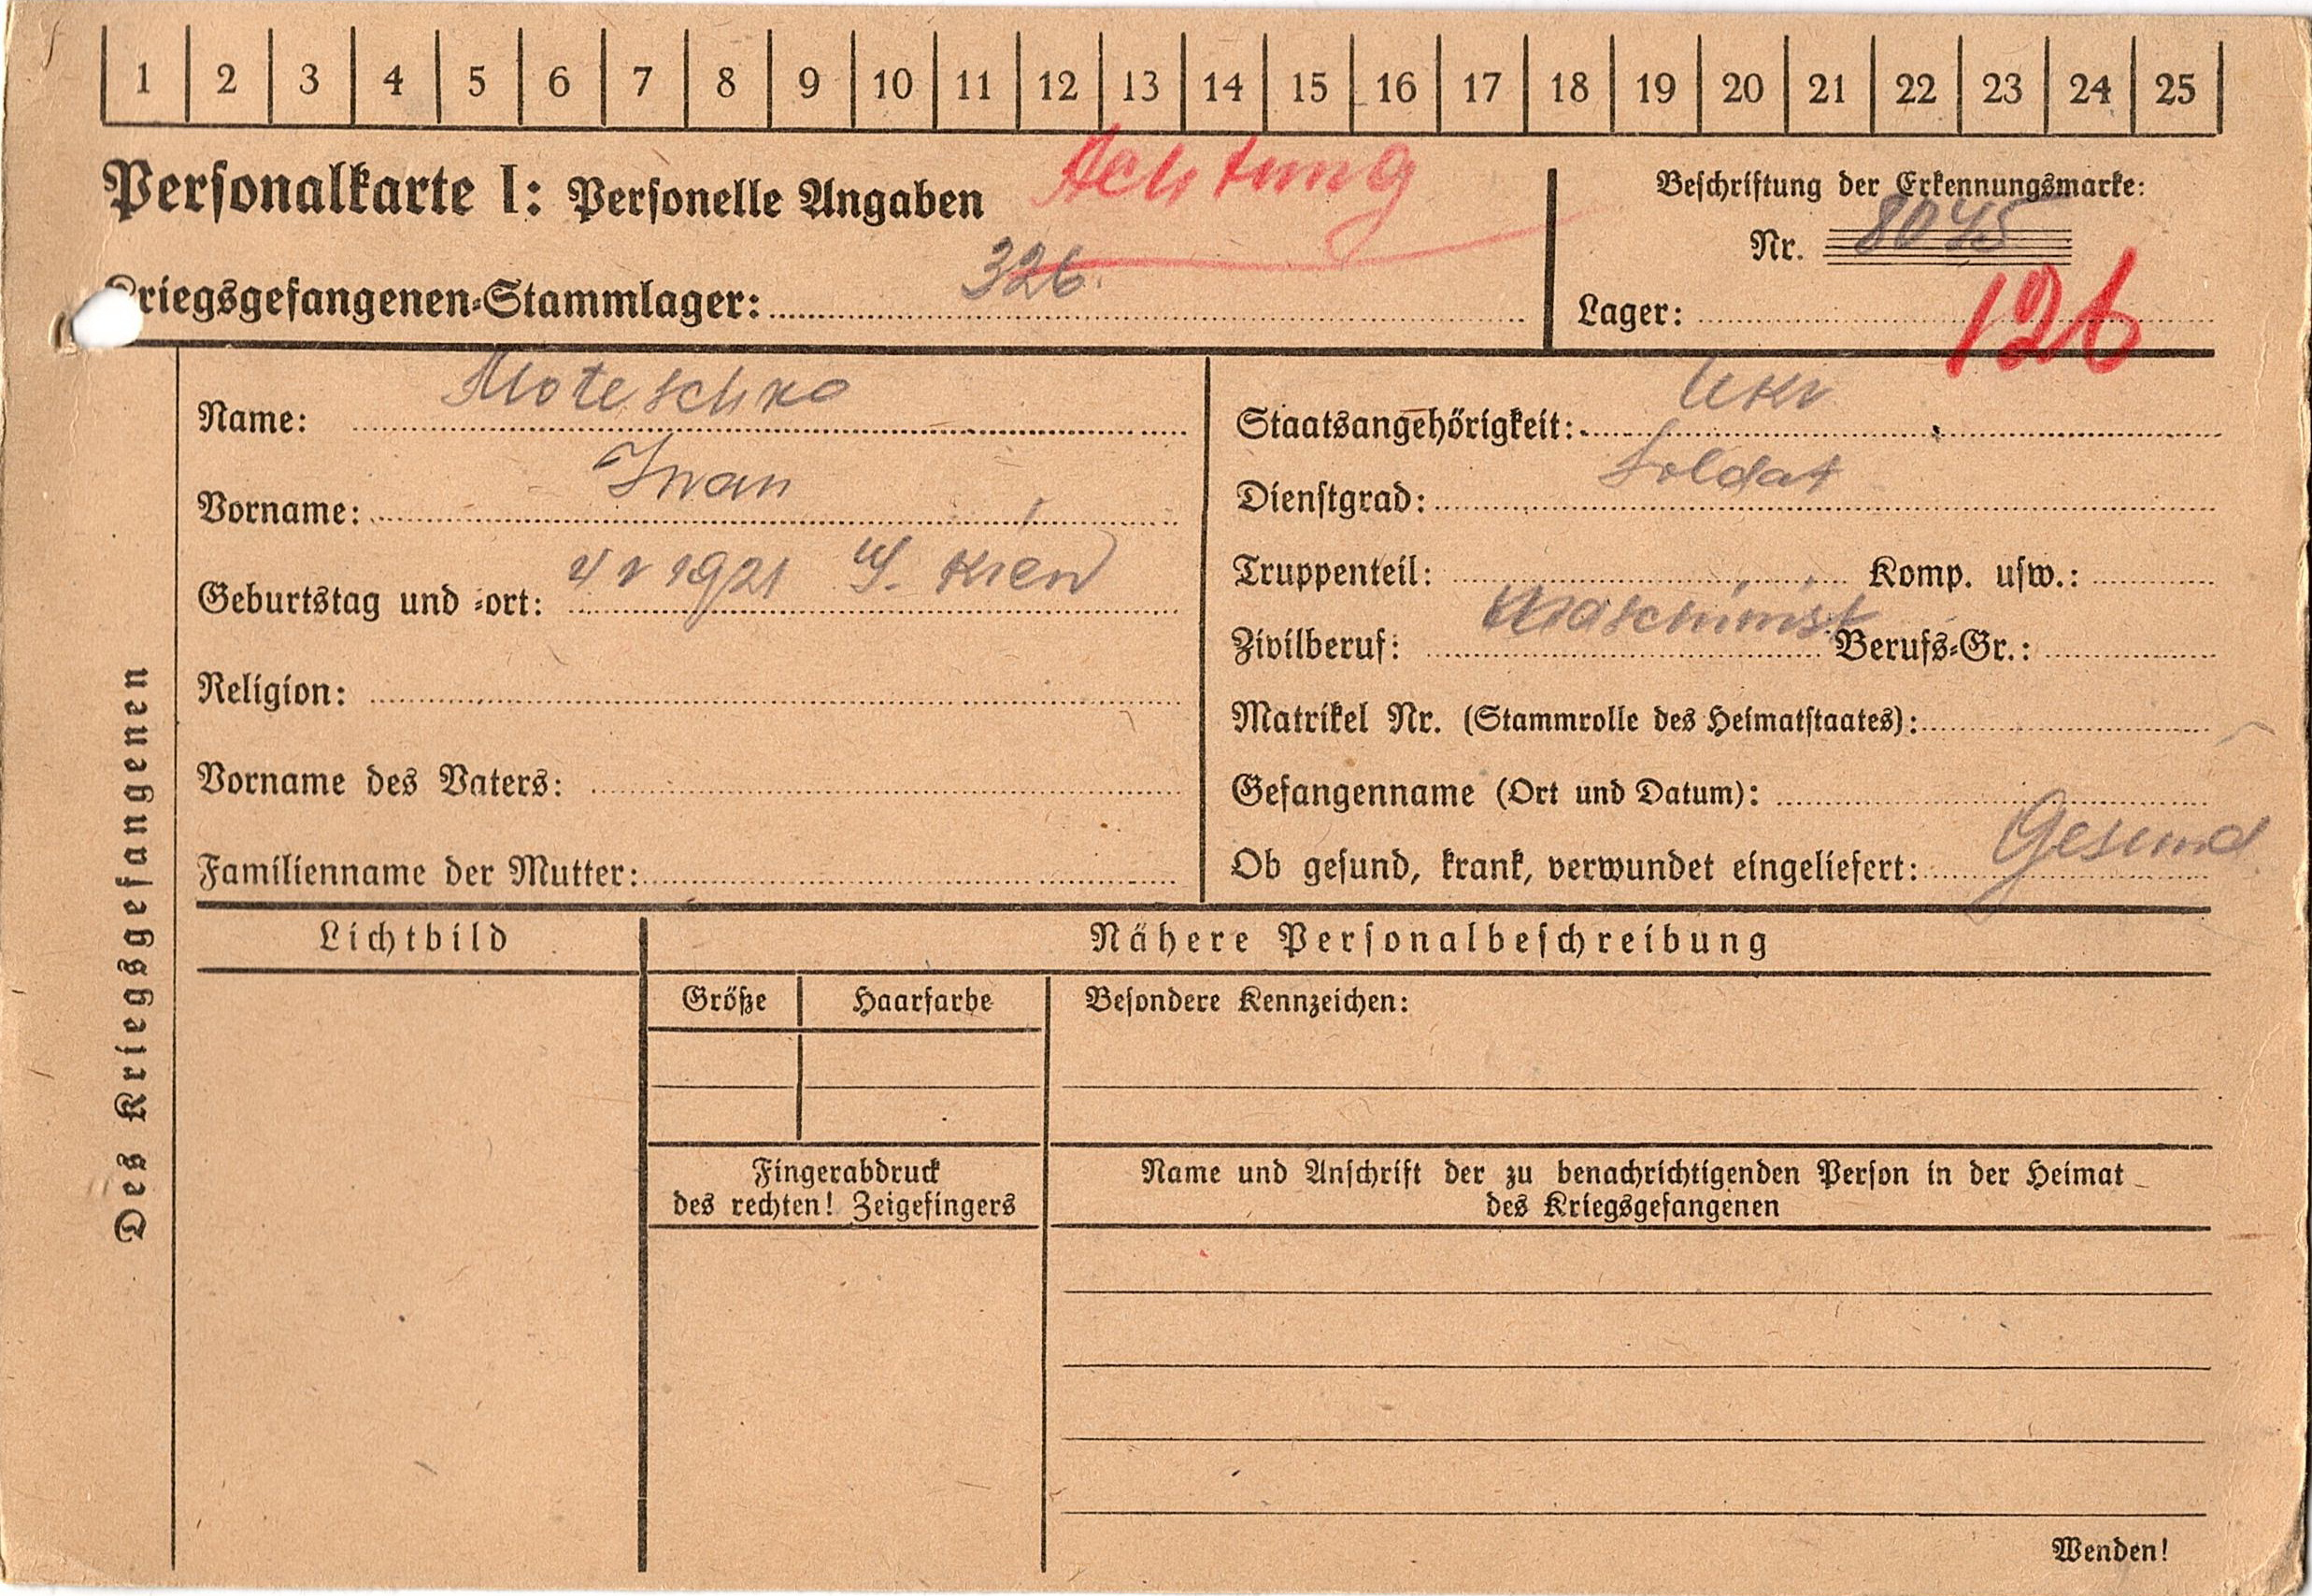 1 2 3 4 5 6 7 8 9 10 11 12 13 14 15 16 17 18 19 20 21 22 23 24 25
Personalkarte I: Personelle Angaben
Achtung
Beschriftung der Erkennungsmarke:
Nr. 8045
Kriegsgefangenen-Stammlager: 326.
Lager: 126
Des Kriegsgefangenen
Name: Moteschko
Vorname: Iwan
Geburtstag und -ort: 1921 Kiew
Religion:
Vorname des Vaters:
Familienname der Mutter:
Staatsangehörigkeit: Ukr
Dienstgrad: Soldat
Truppenteil: Komp. usw.:
Zivilberuf: Maschinist Berufs-Gr.:
Matrikel Nr. (Stammrolle des Heimatstaates):
Gefangenname (Ort und Datum):
Ob gesund, krank, verwundet eingeliefert: Gesund
Lichtbild
Nähere Personalbeschreibung
Größe Haarfarbe Besondere Kennzeichen:
Fingerabdruck
des rechten! Zeigefingers
Name und Anschrift der zu benachrichtigenden Person in der Heimat
des Kriegsgefangenen
Wenden!